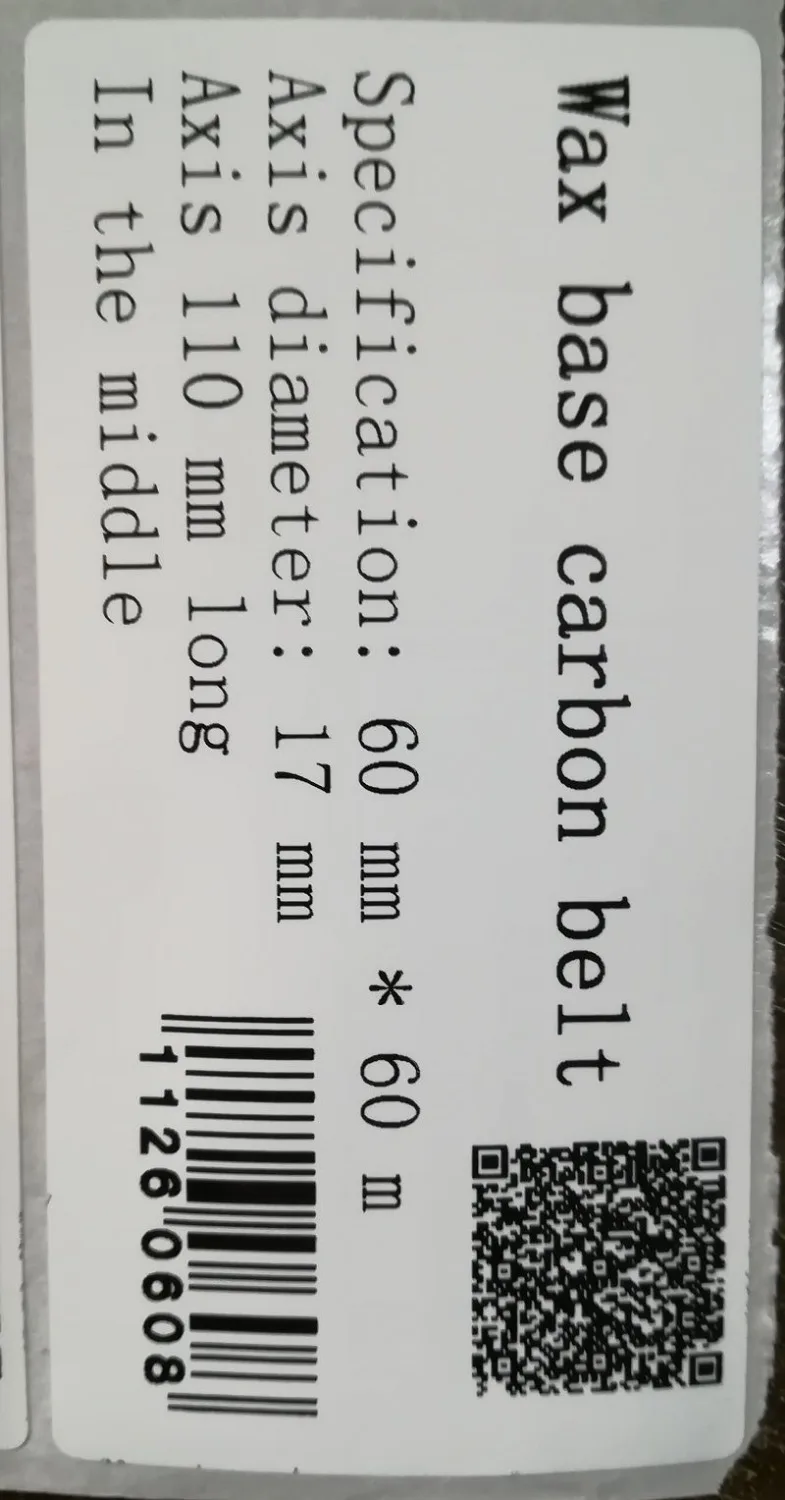 Wax base carbon belt
Specification: 60 mm * 60 m
Axis diameter: 17 mm
Axis 110 mm long
In the middle
11260608